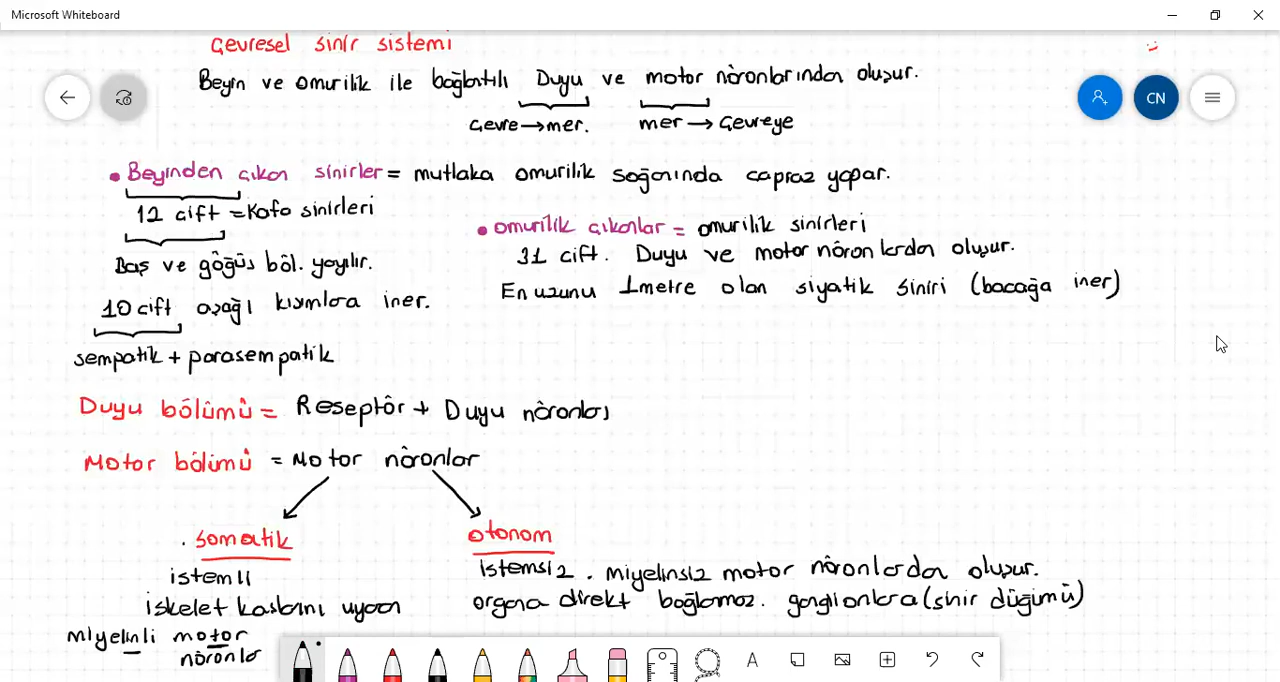 Microsoft Whiteboard
Çevresel sinir sistemi
Beyin ve omurilik ile bağlantılı Duyu ve motor nöronlarından oluşur.
Çevre → mer. mer → Çevreye
CN
• Beyinden çıkan sinirler = mutlaka omurilik soğanında çapraz yapar.
12 çift = Kafa sinirleri
Baş ve göğüs böl. yayılır.
10 çift aşağı kısımlara iner.
sempatik + parasempatik
• omurilik çıkanlar = omurilik sinirleri
31 çift. Duyu ve motor nöronlardan oluşur.
En uzunu 1metre olan siyatik siniri (bacağa iner)
Duyu bölümü = Reseptör + Duyu nöronları
Motor bölümü = Motor nöronlar
somatik
istemli
iskelet kaslarını uyaran
miyelinli motor
nöronlar
otonom
istemsiz . miyelinsiz motor nöronlardan oluşur.
organa direkt bağlanmaz. ganglionlara (sinir düğümü)
A